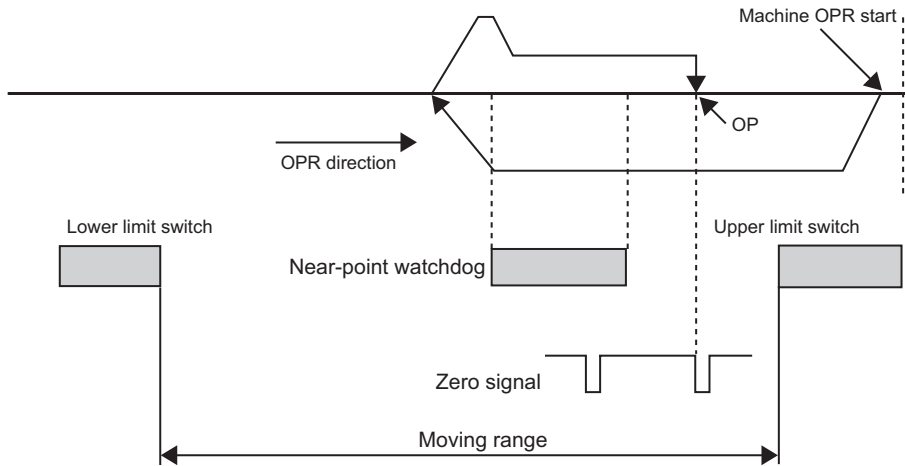 Machine OPR start
OP
OPR direction
Lower limit switch
Upper limit switch
Near-point watchdog
Zero signal
Moving range